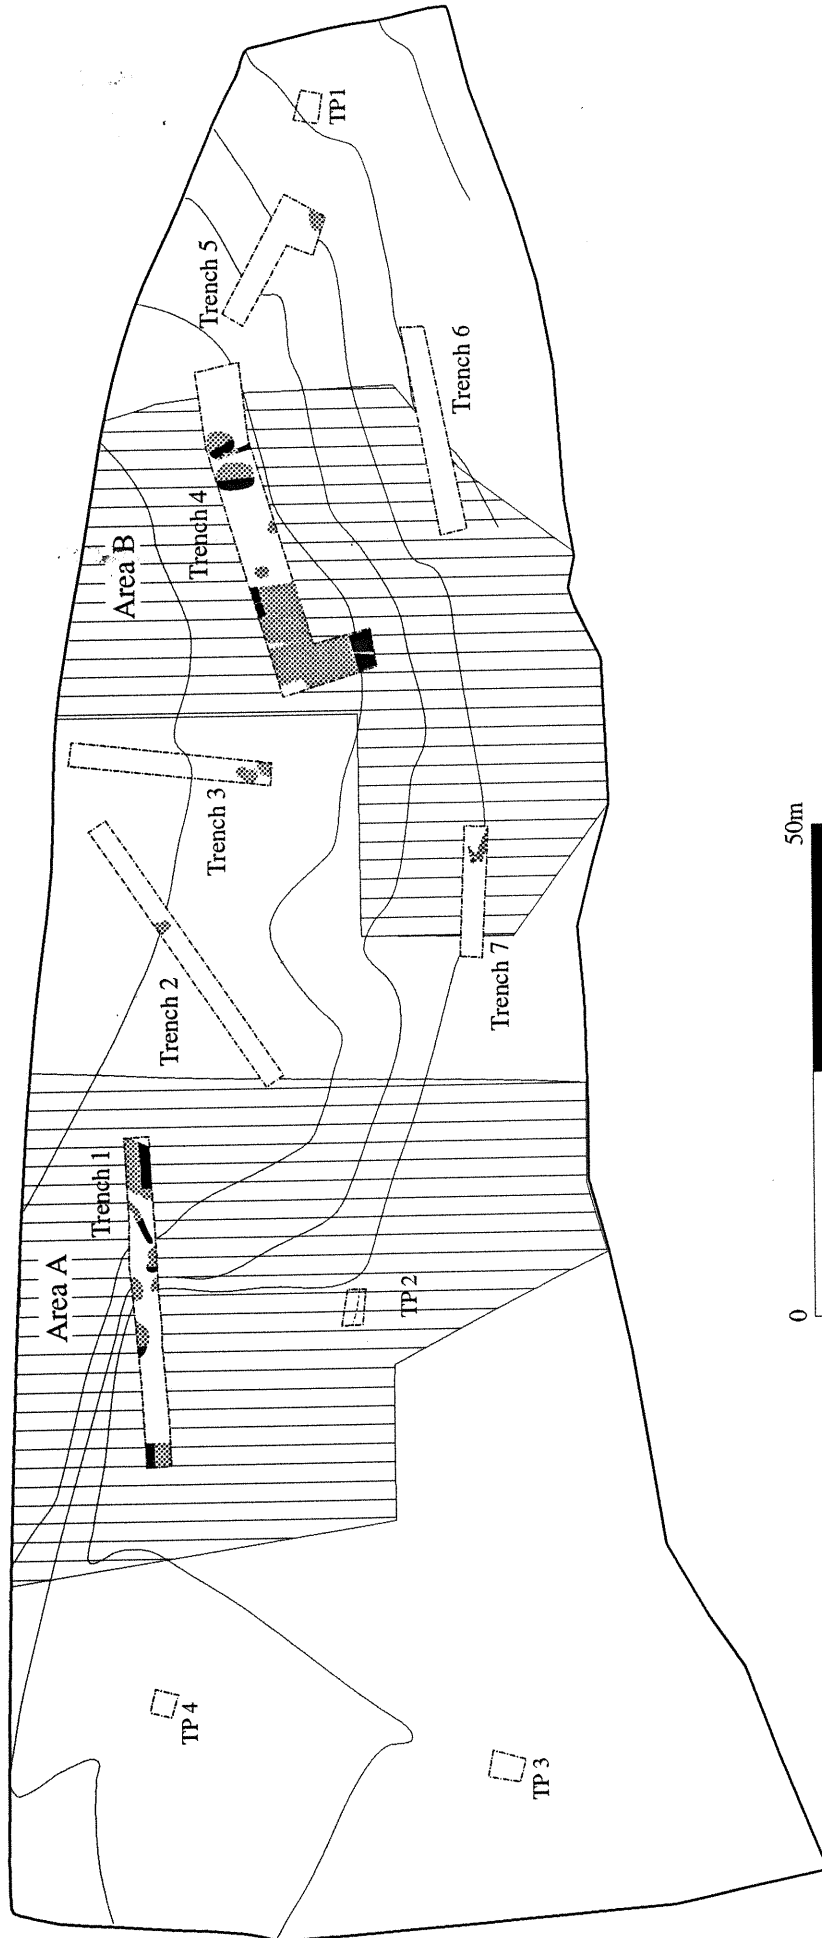 TP1
Trench 5
Trench 6
Trench 4
Area B
Trench 3
Trench 2
Trench 7
Trench 1
Area A
TP 2
TP 4
TP 3
0
50m